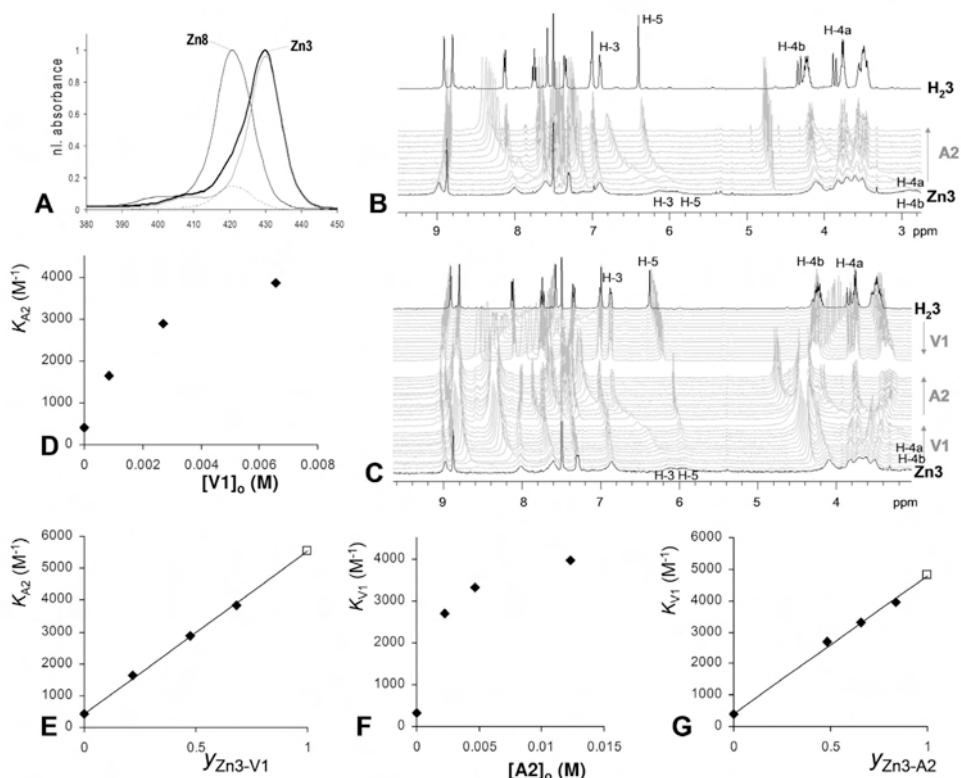 Zn8
Zn3
nl. absorbance
1
0.8
0.6
0.4
0.2
0
380 400 410 420 430 440 450
A
H-5
H-3
H-4b
H-4a
H₂3
A2
H-4a
Zn3
H-3 H-5
H-4b
B
9 8 7 6 5 4 3 ppm
K_A2 (M⁻¹)
4000
3000
2000
1000
0
0 0.002 0.004 0.006 0.008
D
[V1]₀ (M)
H-5
H-3
H-4b
H-4a
H₂3
V1
A2
V1
H-4a
H-4b
Zn3
H-3 H-5
C
9 8 7 6 5 4 ppm
K_A2 (M⁻¹)
6000
5000
4000
3000
2000
1000
0
0 0.5 1
E
y_Zn3-V1
K_V1 (M⁻¹)
4000
3000
2000
1000
0
0 0.005 0.01 0.015
F
[A2]₀ (M)
K_V1 (M⁻¹)
6000
5000
4000
3000
2000
1000
0
0 0.5 1
G
y_Zn3-A2